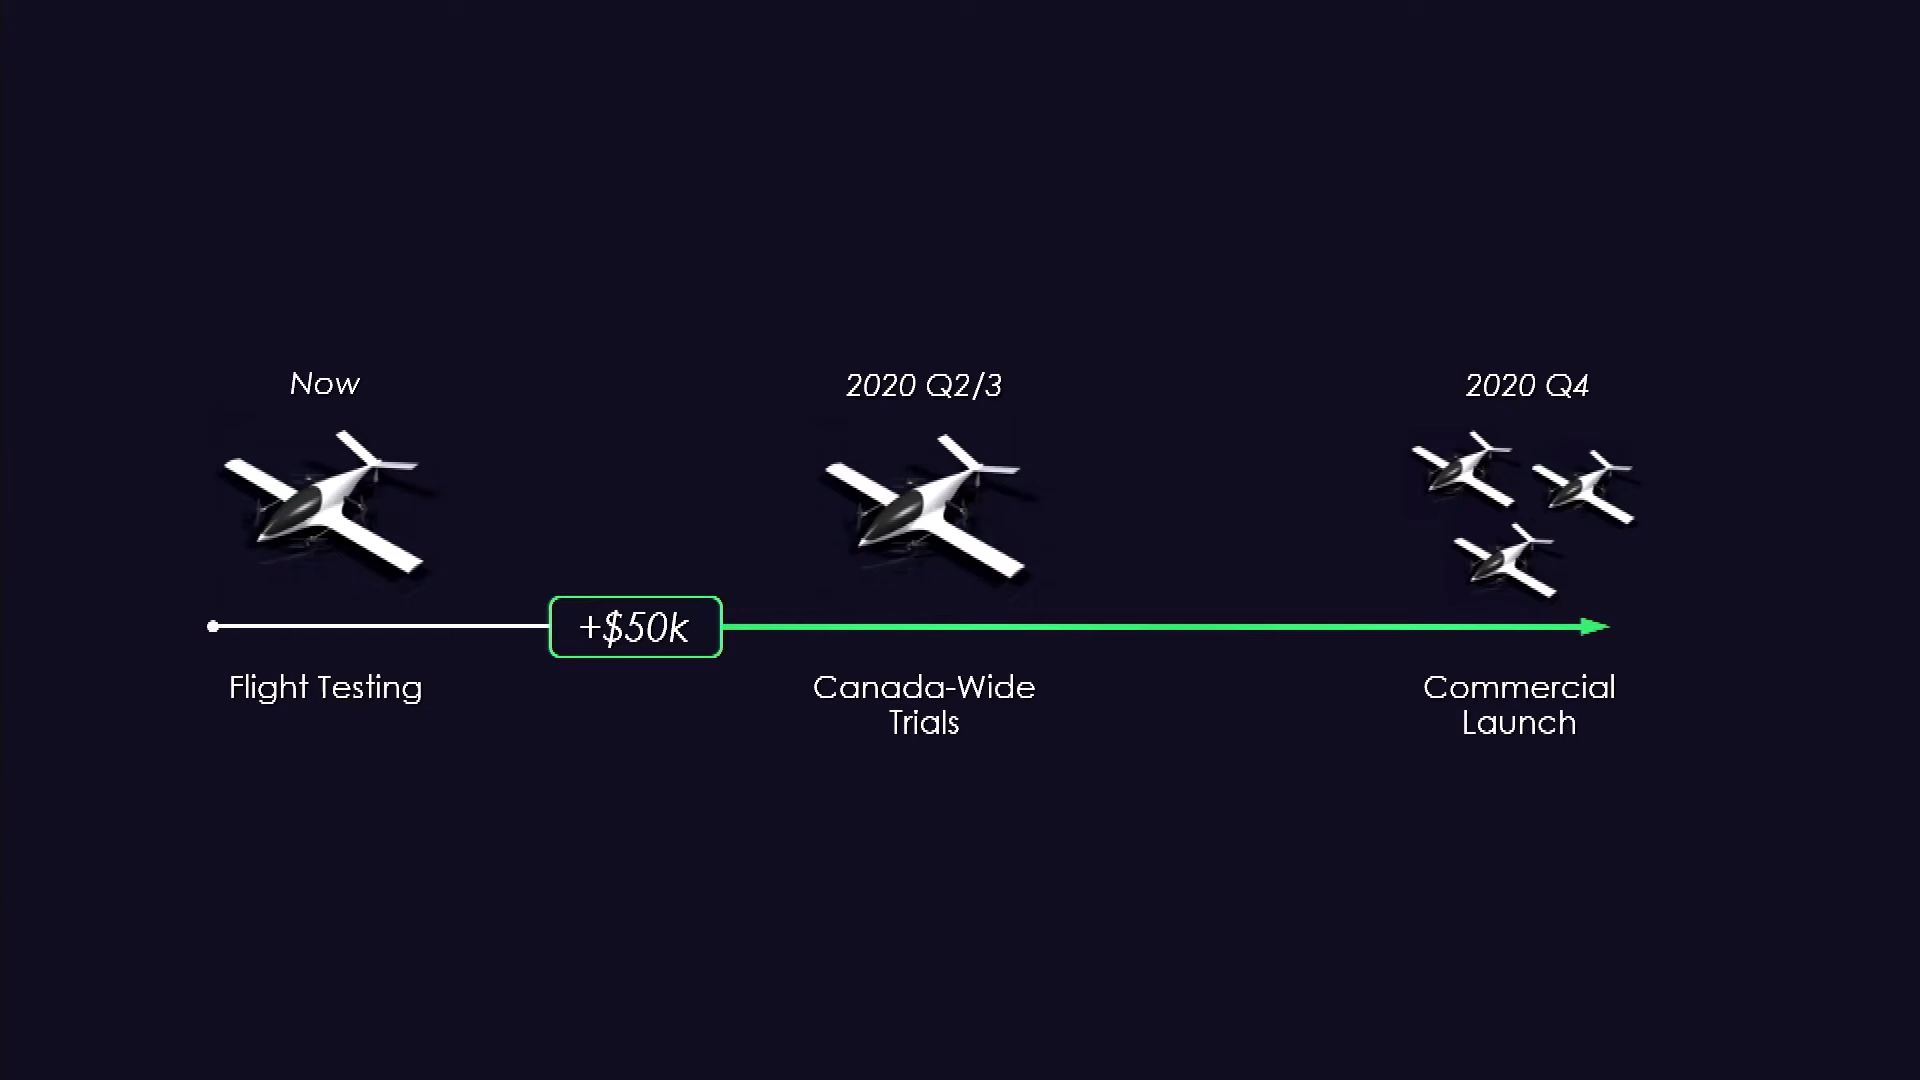 Now
2020 Q2/3
2020 Q4
+$50k
Flight Testing
Canada-Wide
Trials
Commercial
Launch